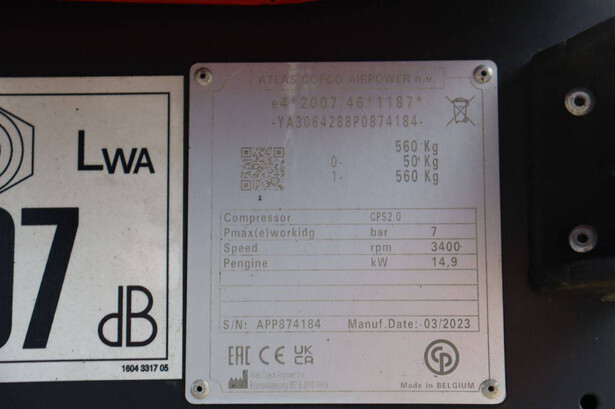 LWA
97
dB
1604 3317 05
ATLAS COPCO AIRPOWER n.v.
e4*2007/46*1187*
-YA3064288P0874184-
560 Kg
0- 50 Kg
1- 560 Kg
Compressor CPS2.0
Pmax(e)workidg bar 7
Speed rpm 3400
Pengine kW 14,9
S/N: APP874184 Manuf.Date:-03/2023
EAC CE UK CA
CP
Made in BELGIUM